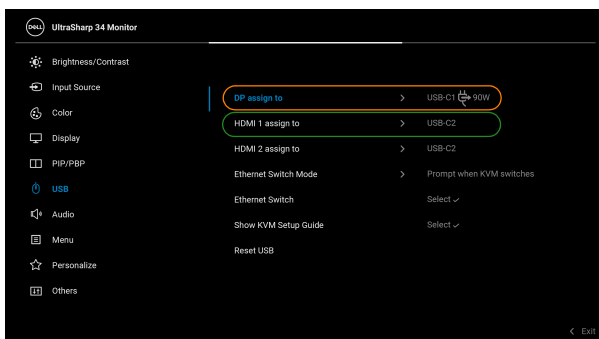 DELL UltraSharp 34 Monitor
Brightness/Contrast
Input Source
Color
Display
PIP/PBP
USB
Audio
Menu
Personalize
Others
DP assign to > USB-C1 90W
HDMI 1 assign to > USB-C2
HDMI 2 assign to > USB-C2
Ethernet Switch Mode > Prompt when KVM switches
Ethernet Switch Select ✓
Show KVM Setup Guide Select ✓
Reset USB
< Exit